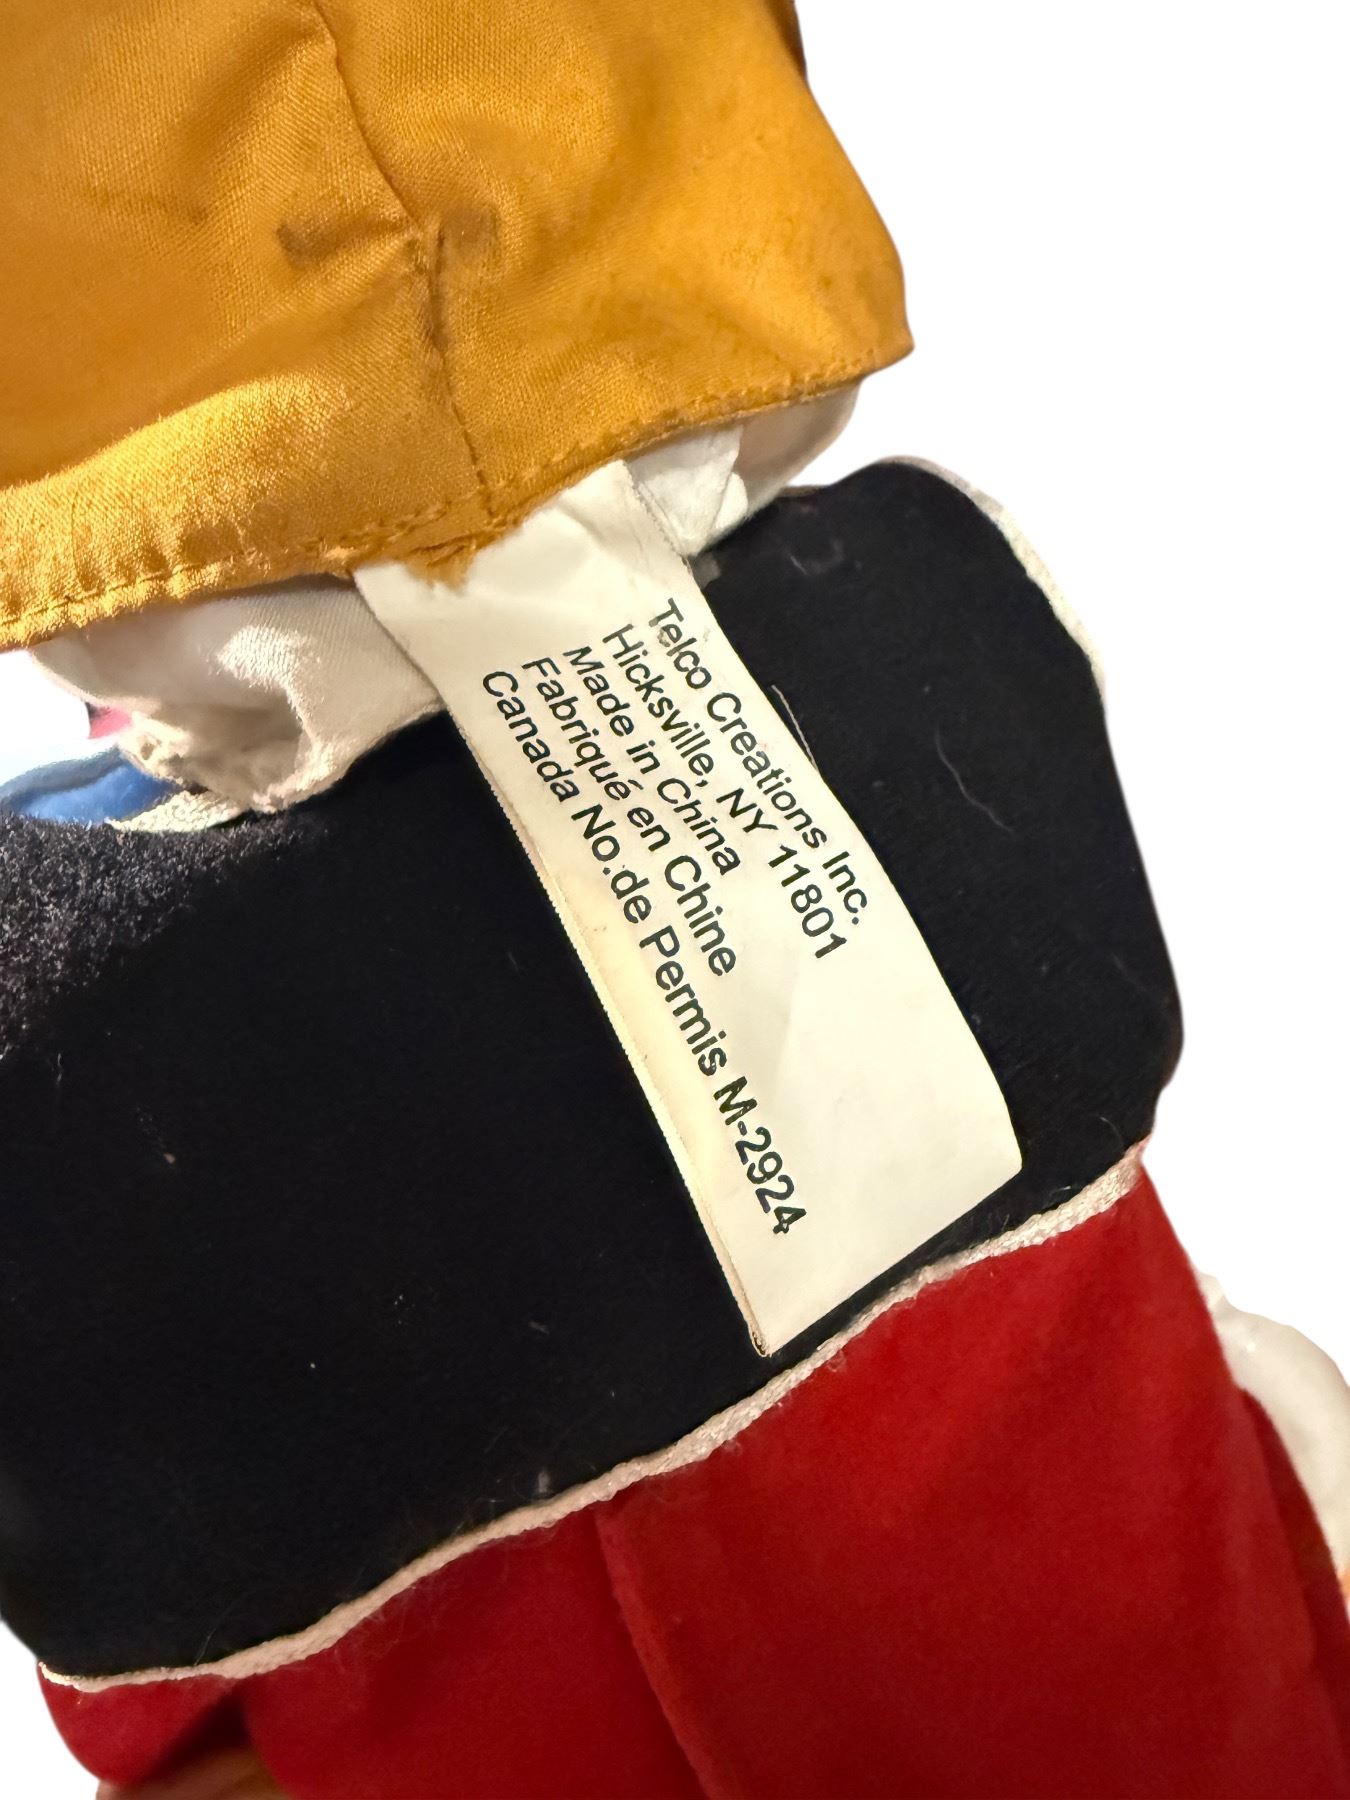 Telco Creations Inc.
Hicksville, NY 11801
Made in China
Fabriqué en Chine
Canada No.de Permis M-2924